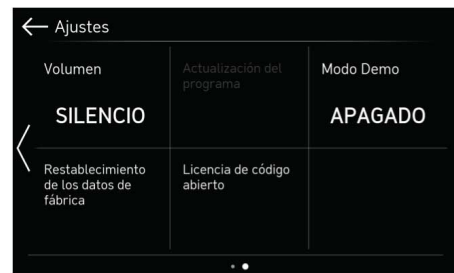 Ajustes
Volumen
SILENCIO
Actualización del
programa
Modo Demo
APAGADO
Restablecimiento
de los datos de
fábrica
Licencia de código
abierto